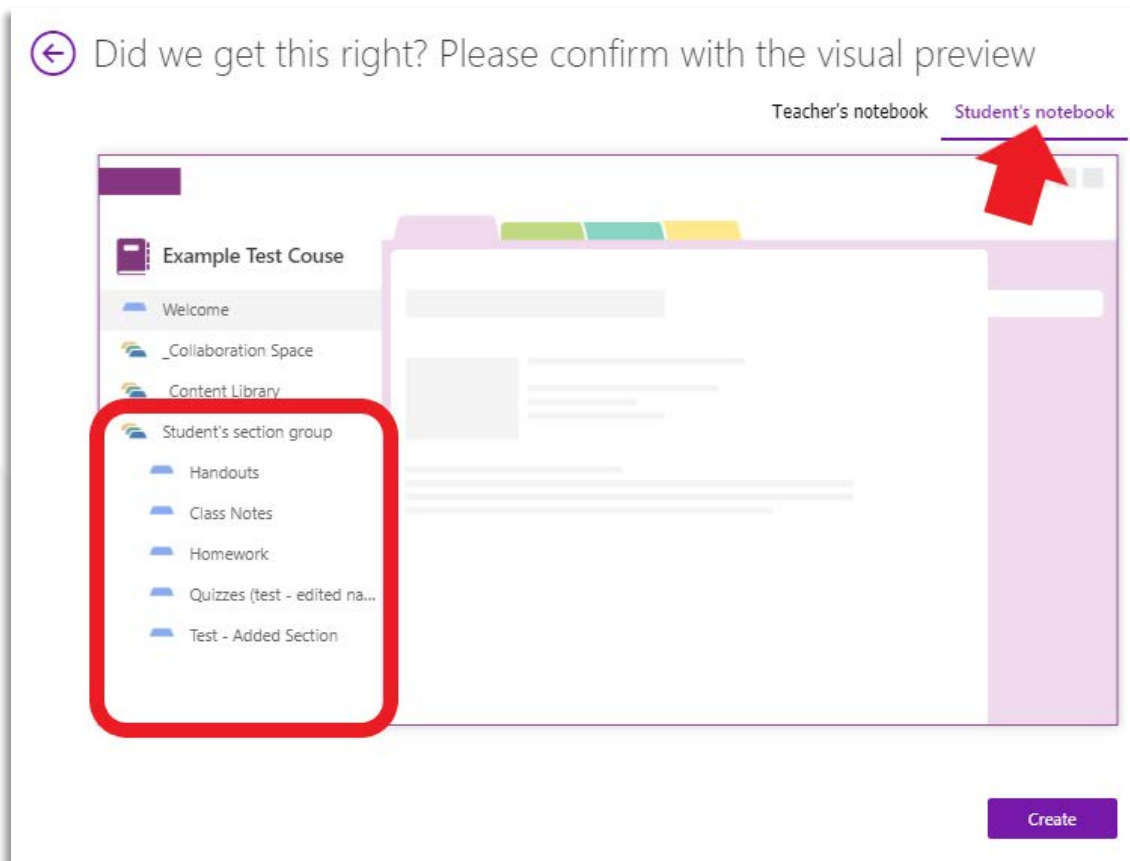 Did we get this right? Please confirm with the visual preview
Teacher's notebook Student's notebook
Example Test Couse
Welcome
_Collaboration Space
_Content Library
Student's section group
Handouts
Class Notes
Homework
Quizzes (test - edited na...
Test - Added Section
Create